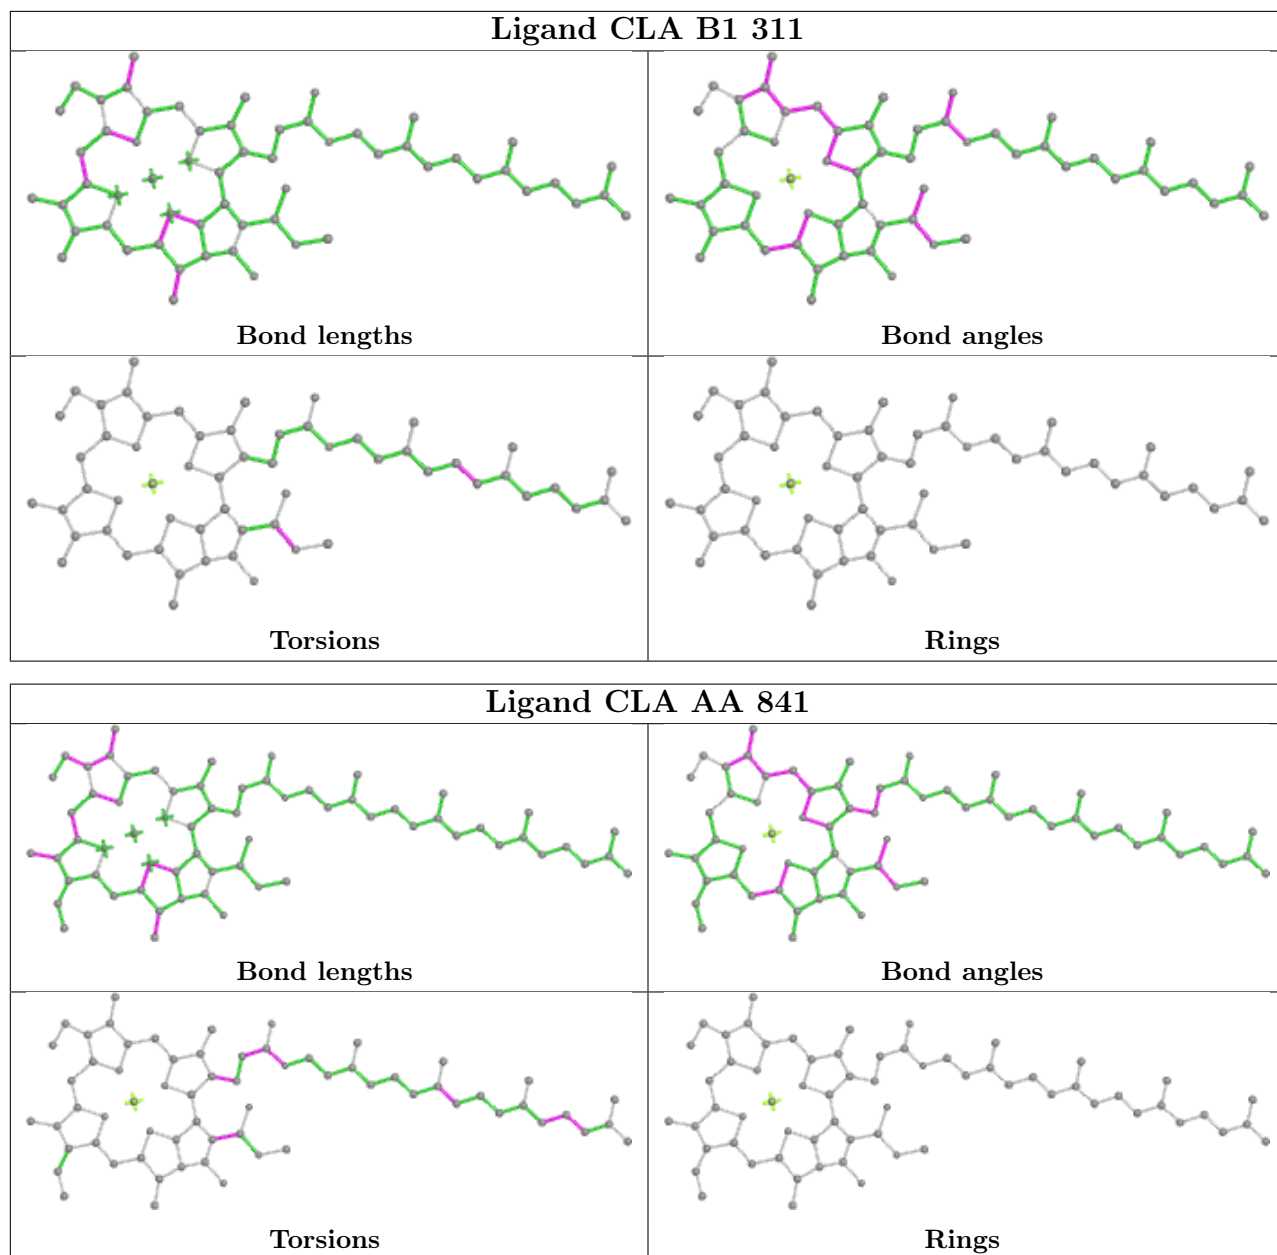 Ligand CLA B1 311
Bond lengths
Bond angles
Torsions
Rings
Ligand CLA AA 841
Bond lengths
Bond angles
Torsions
Rings